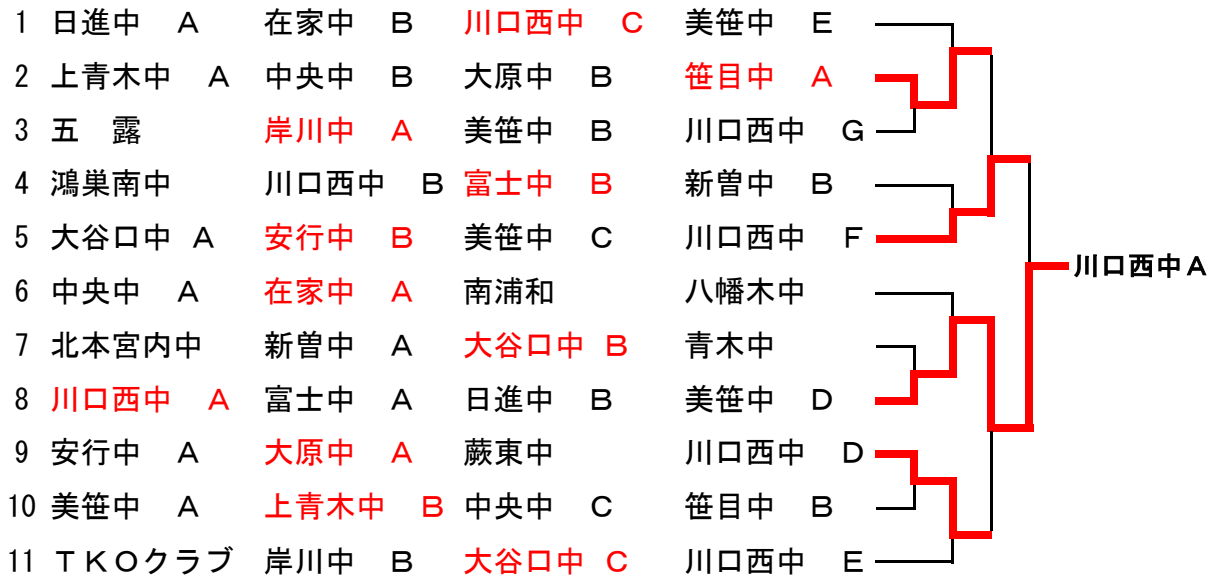 1 日進中 A 在家中 B 川口西中 C 美笹中 E
2 上青木中 A 中央中 B 大原中 B 笹目中 A
3 五 露 岸川中 A 美笹中 B 川口西中 G
4 鴻巣南中 川口西中 B 富士中 B 新曽中 B
5 大谷口中 A 安行中 B 美笹中 C 川口西中 F
川口西中A
6 中央中 A 在家中 A 南浦和 八幡木中
7 北本宮内中 新曽中 A 大谷口中 B 青木中
8 川口西中 A 富士中 A 日進中 B 美笹中 D
9 安行中 A 大原中 A 蕨東中 川口西中 D
10 美笹中 A 上青木中 B 中央中 C 笹目中 B
11 TKOクラブ 岸川中 B 大谷口中 C 川口西中 E